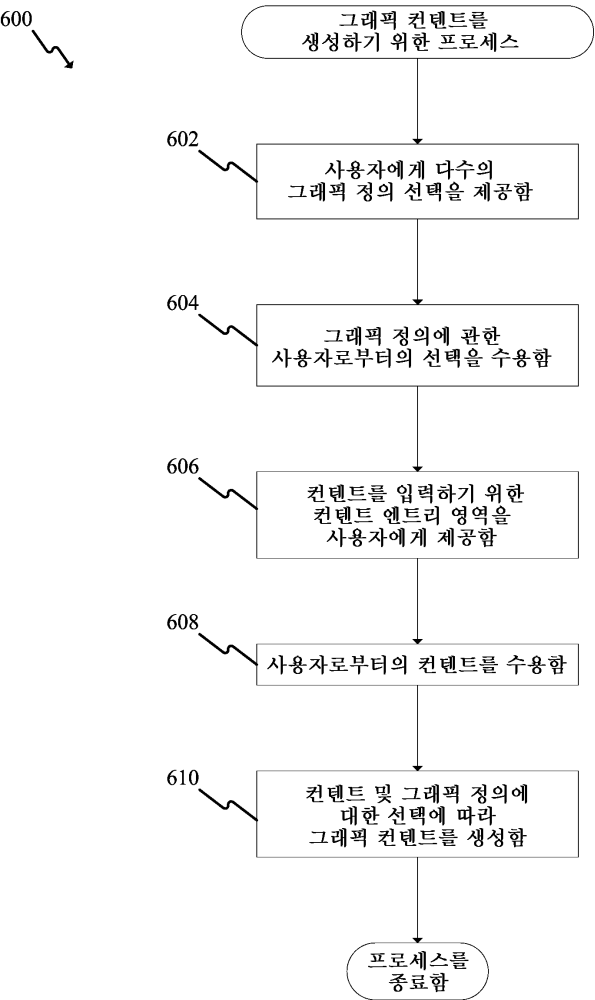 600
그래픽 컨텐트를
생성하기 위한 프로세스
602
사용자에게 다수의
그래픽 정의 선택을 제공함
604
그래픽 정의에 관한
사용자로부터의 선택을 수용함
606
컨텐트를 입력하기 위한
컨텐트 엔트리 영역을
사용자에게 제공함
608
사용자로부터의 컨텐트를 수용함
610
컨텐트 및 그래픽 정의에
대한 선택에 따라
그래픽 컨텐트를 생성함
프로세스를
종료함